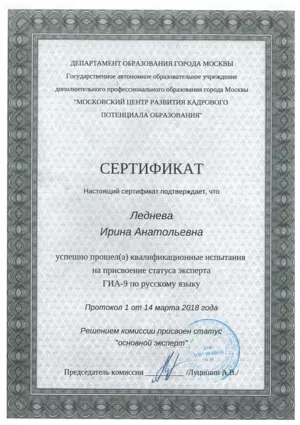 ДЕПАРТАМЕНТ ОБРАЗОВАНИЯ ГОРОДА МОСКВЫ
Государственное автономное образовательное учреждение
дополнительного профессионального образования города Москвы
"МОСКОВСКИЙ ЦЕНТР РАЗВИТИЯ КАДРОВОГО
ПОТЕНЦИАЛА ОБРАЗОВАНИЯ"
СЕРТИФИКАТ
Настоящий сертификат подтверждает, что
Леднева
Ирина Анатольевна
успешно прошел(а) квалификационные испытания
на присвоение статуса эксперта
ГИА-9 по русскому языку
Протокол 1 от 14 марта 2018 года
Решением комиссии присвоен статус
"основной эксперт"
Председатель комиссии /Луцишин А.В./